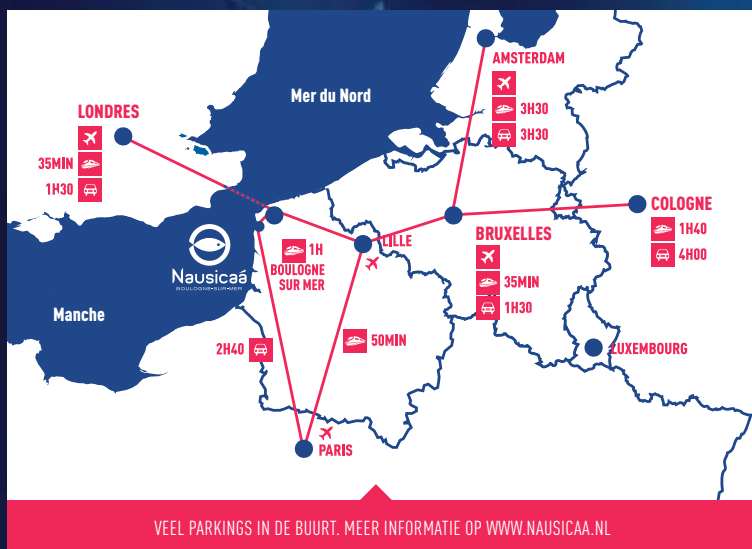 AMSTERDAM
3H30
3H30
Mer du Nord
LONDRES
35MIN
1H30
COLOGNE
1H40
4H00
BRUXELLES
35MIN
1H30
LILLE
1H
BOULOGNE
SUR MER
Nausicaá
BOULOGNE-SUR-MER
Manche
2H40
50MIN
LUXEMBOURG
PARIS
VEEL PARKINGS IN DE BUURT. MEER INFORMATIE OP WWW.NAUSICAA.NL